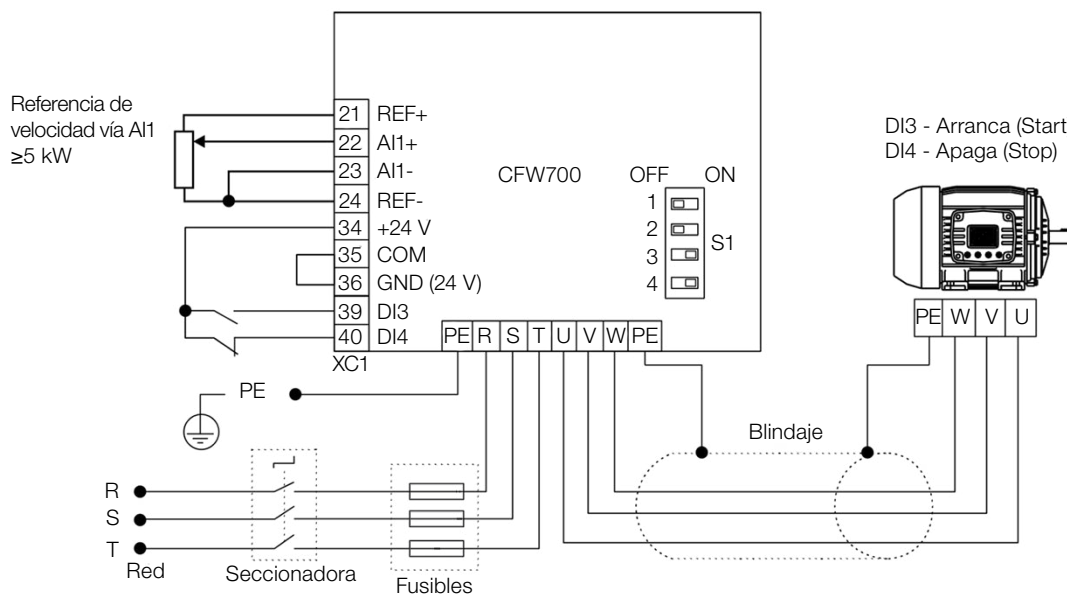 Referencia de
velocidad vía AI1
≥5 kW
21 REF+
22 AI1+
23 AI1-
24 REF-
34 +24 V
35 COM
36 GND (24 V)
39 DI3
40 DI4
XC1
CFW700
OFF ON
1
2
3
4
S1
PE R S T U V W PE
DI3 - Arranca (Start
DI4 - Apaga (Stop)
PE W V U
PE
Blindaje
R
S
T
Red
Seccionadora
Fusibles